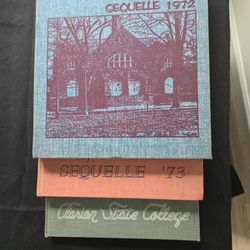 SEQUELLE 1972
SEQUELLE '73
Clarion State College